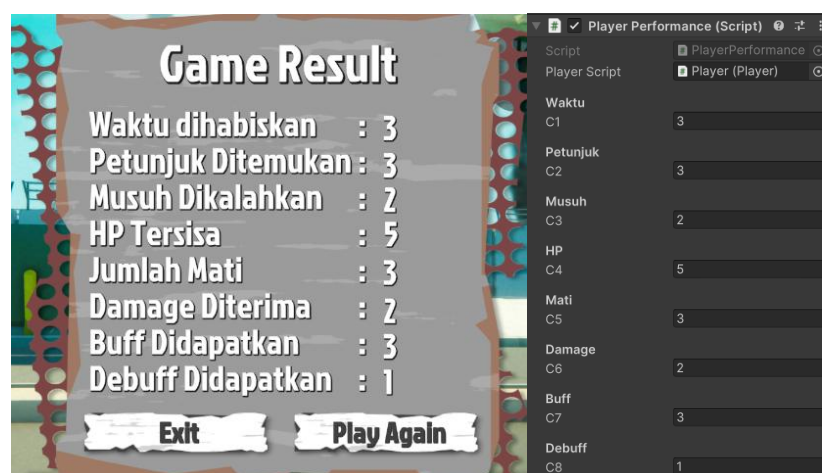 Game Result
Waktu dihabiskan : 3
Petunjuk Ditemukan : 3
Musuh Dikalahkan : 2
HP Tersisa : 5
Jumlah Mati : 3
Damage Diterima : 2
Buff Didapatkan : 3
Debuff Didapatkan : 1
Exit Play Again
Player Performance (Script)
Script PlayerPerformance
Player Script Player (Player)
Waktu
C1 3
Petunjuk
C2 3
Musuh
C3 2
HP
C4 5
Mati
C5 3
Damage
C6 2
Buff
C7 3
Debuff
C8 1